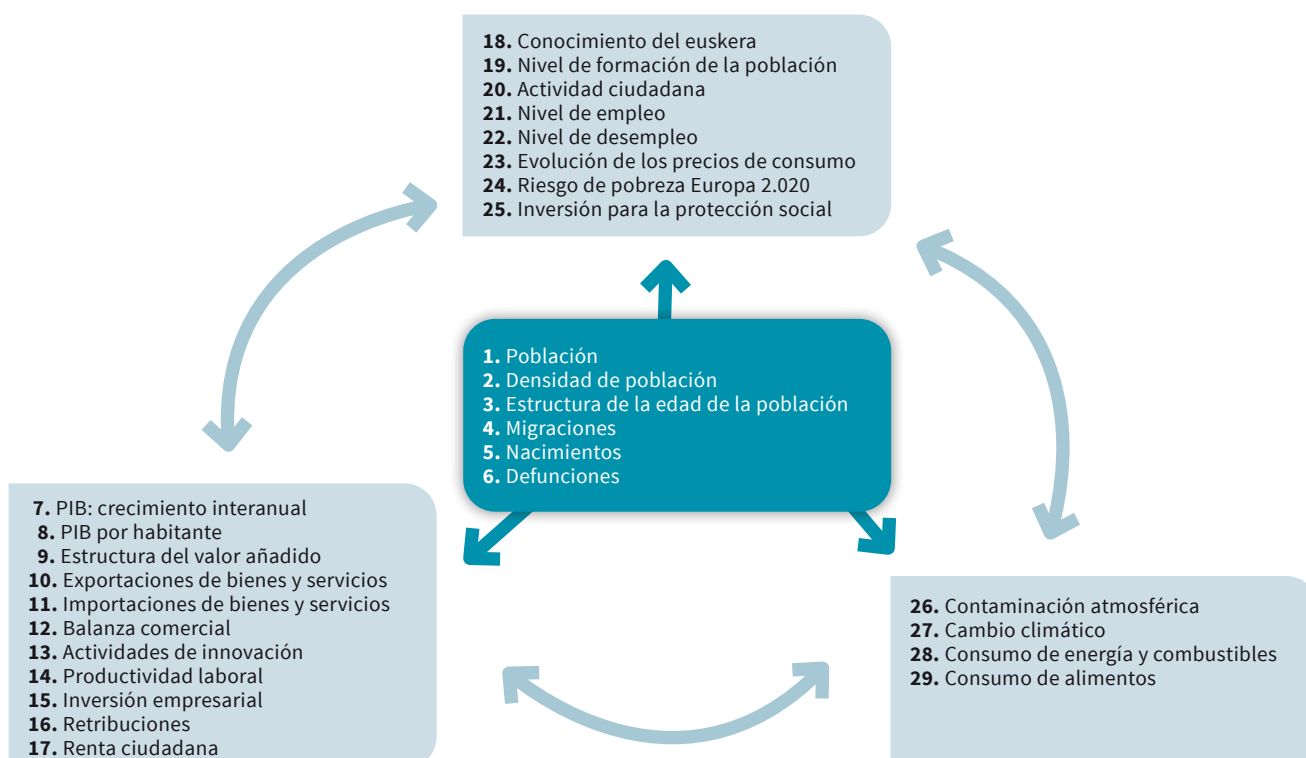 18. Conocimiento del euskera
19. Nivel de formación de la población
20. Actividad ciudadana
21. Nivel de empleo
22. Nivel de desempleo
23. Evolución de los precios de consumo
24. Riesgo de pobreza Europa 2.020
25. Inversión para la protección social
1. Población
2. Densidad de población
3. Estructura de la edad de la población
4. Migraciones
5. Nacimientos
6. Defunciones
7. PIB: crecimiento interanual
8. PIB por habitante
9. Estructura del valor añadido
10. Exportaciones de bienes y servicios
11. Importaciones de bienes y servicios
12. Balanza comercial
13. Actividades de innovación
14. Productividad laboral
15. Inversión empresarial
16. Retribuciones
17. Renta ciudadana
26. Contaminación atmosférica
27. Cambio climático
28. Consumo de energía y combustibles
29. Consumo de alimentos